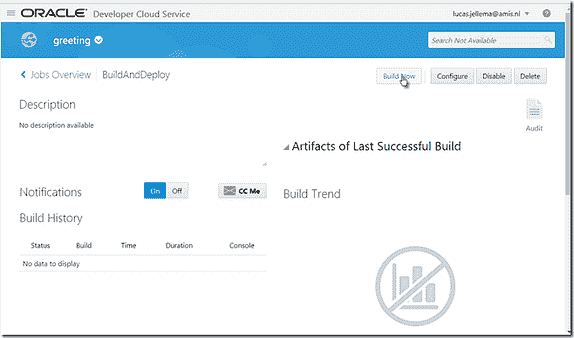 ORACLE Developer Cloud Service
lucas.jellema@amis.nl
greeting
Search Not Available
Jobs Overview BuildAndDeploy
Build Now Configure Disable Delete
Description
No description available
Audit
Artifacts of Last Successful Build
Notifications On Off CC Me
Build Trend
Build History
Status Build Time Duration Console
No data to display